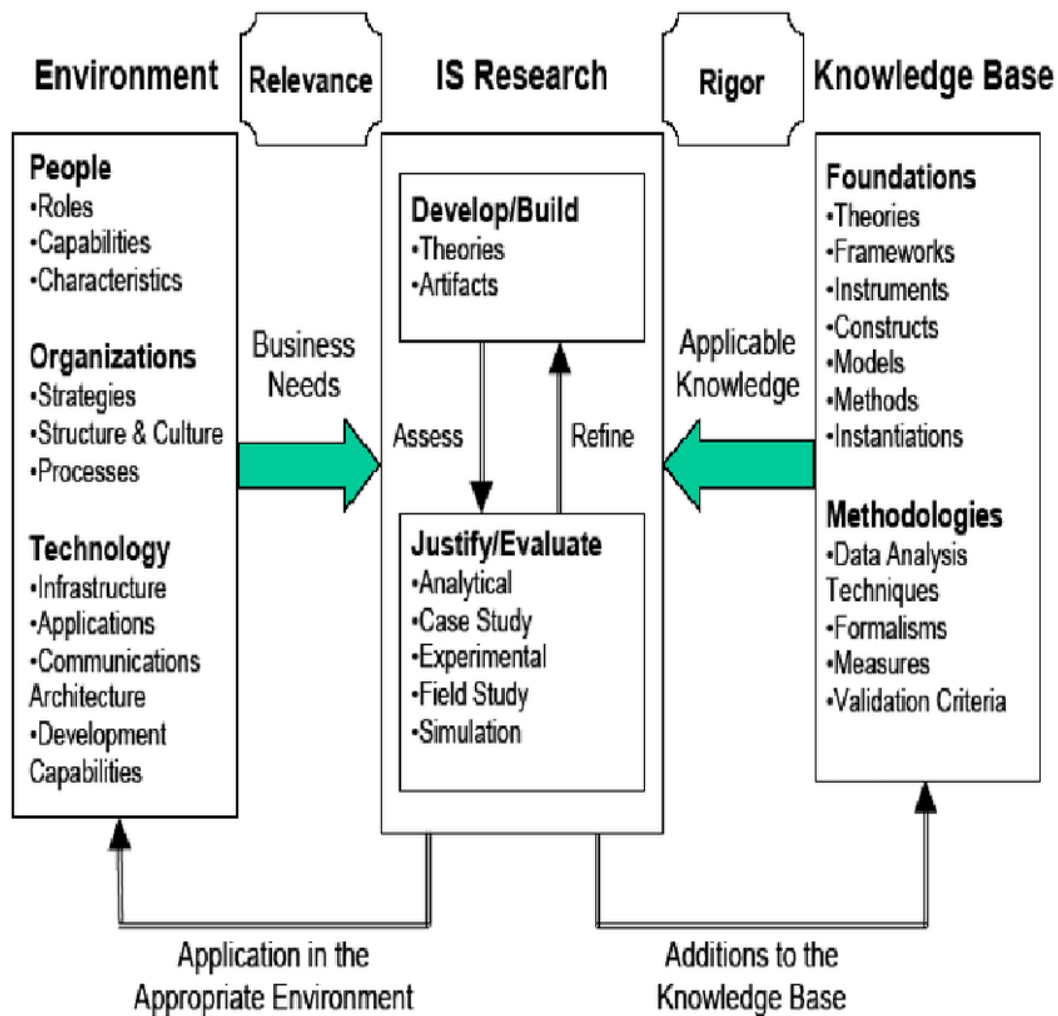 Environment
Relevance
IS Research
Rigor
Knowledge Base
People
•Roles
•Capabilities
•Characteristics
Organizations
•Strategies
•Structure & Culture
•Processes
Technology
•Infrastructure
•Applications
•Communications
Architecture
•Development
Capabilities
Business
Needs
Develop/Build
•Theories
•Artifacts
Assess
Refine
Justify/Evaluate
•Analytical
•Case Study
•Experimental
•Field Study
•Simulation
Applicable
Knowledge
Foundations
•Theories
•Frameworks
•Instruments
•Constructs
•Models
•Methods
•Instantiations
Methodologies
•Data Analysis
Techniques
•Formalisms
•Measures
•Validation Criteria
Application in the
Appropriate Environment
Additions to the
Knowledge Base